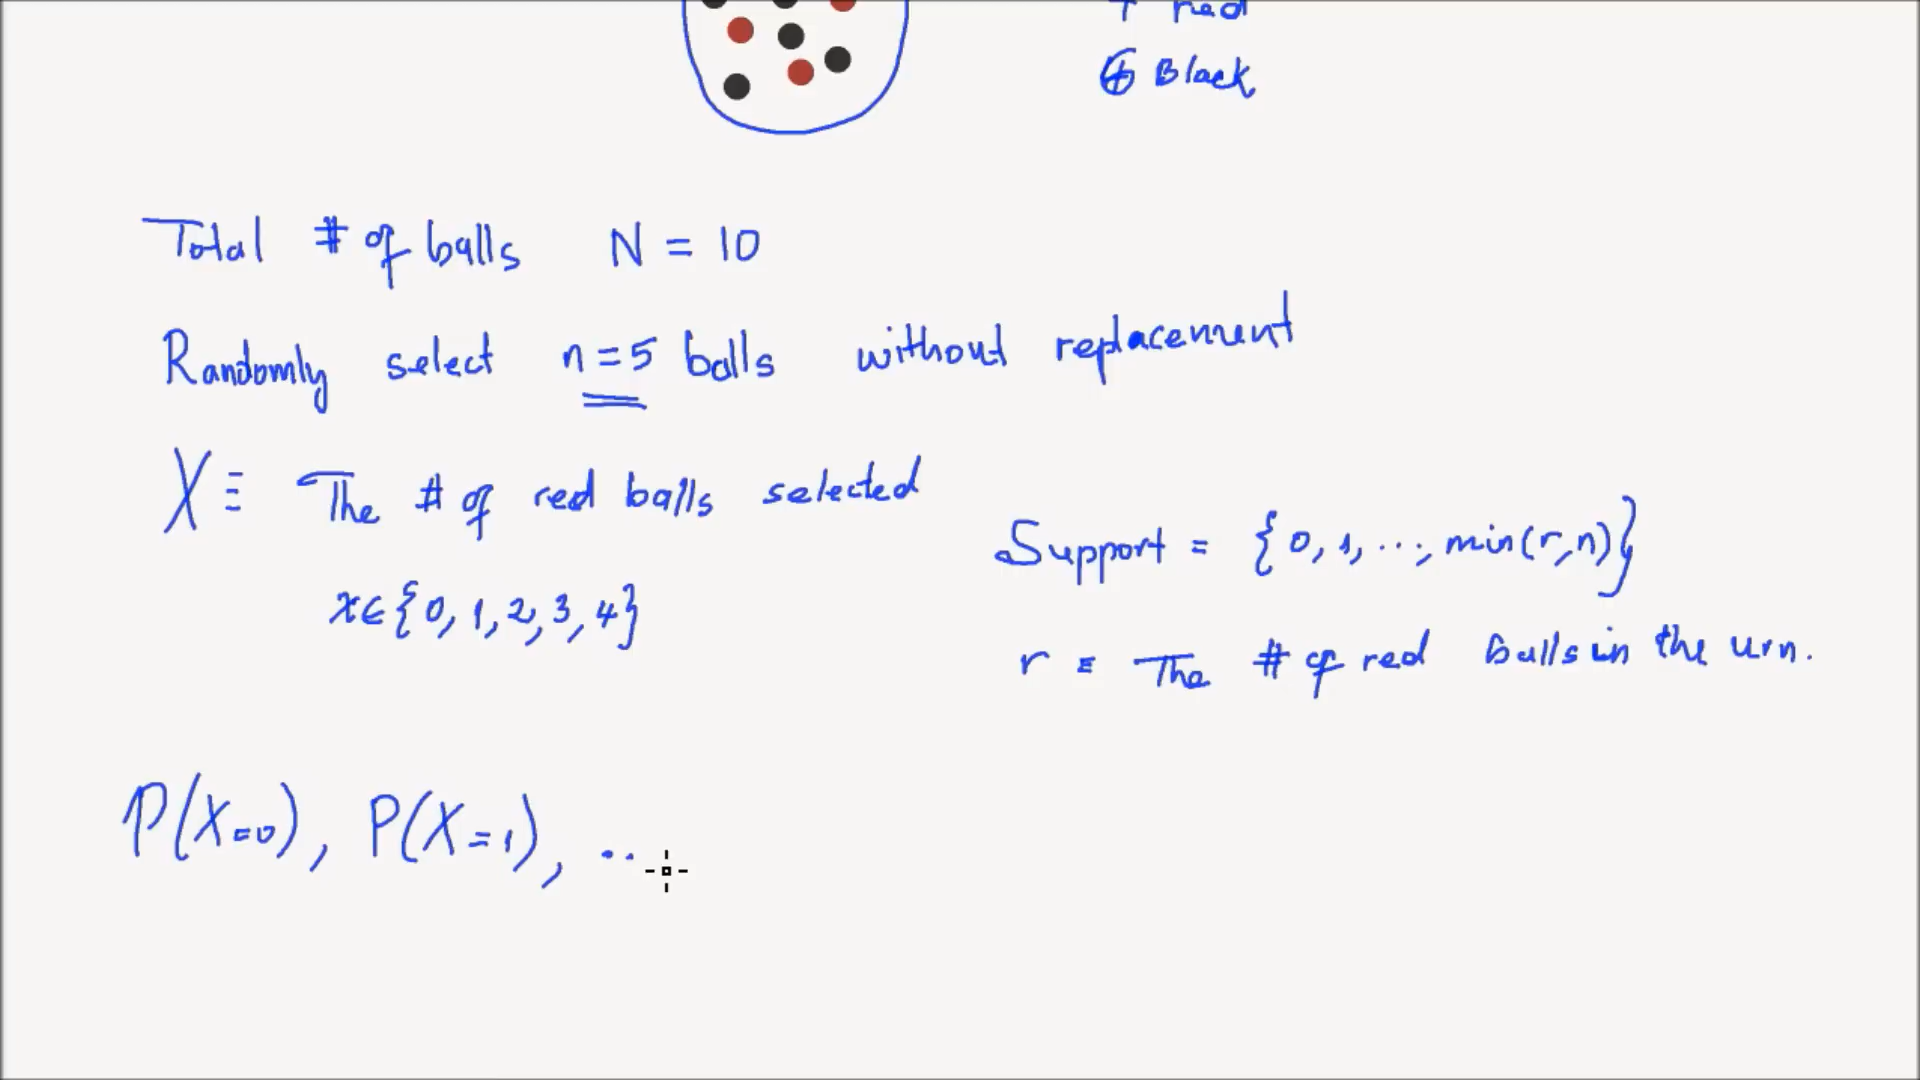 red
6 Black
Total # of balls N = 10
Randomly select n = 5 balls without replacement
X ≡ The # of red balls selected
Support = {0, 1, ..., min(r,n)}
x ∈ {0, 1, 2, 3, 4}
r ≡ The # of red balls in the urn.
P(X=0), P(X=1), ..